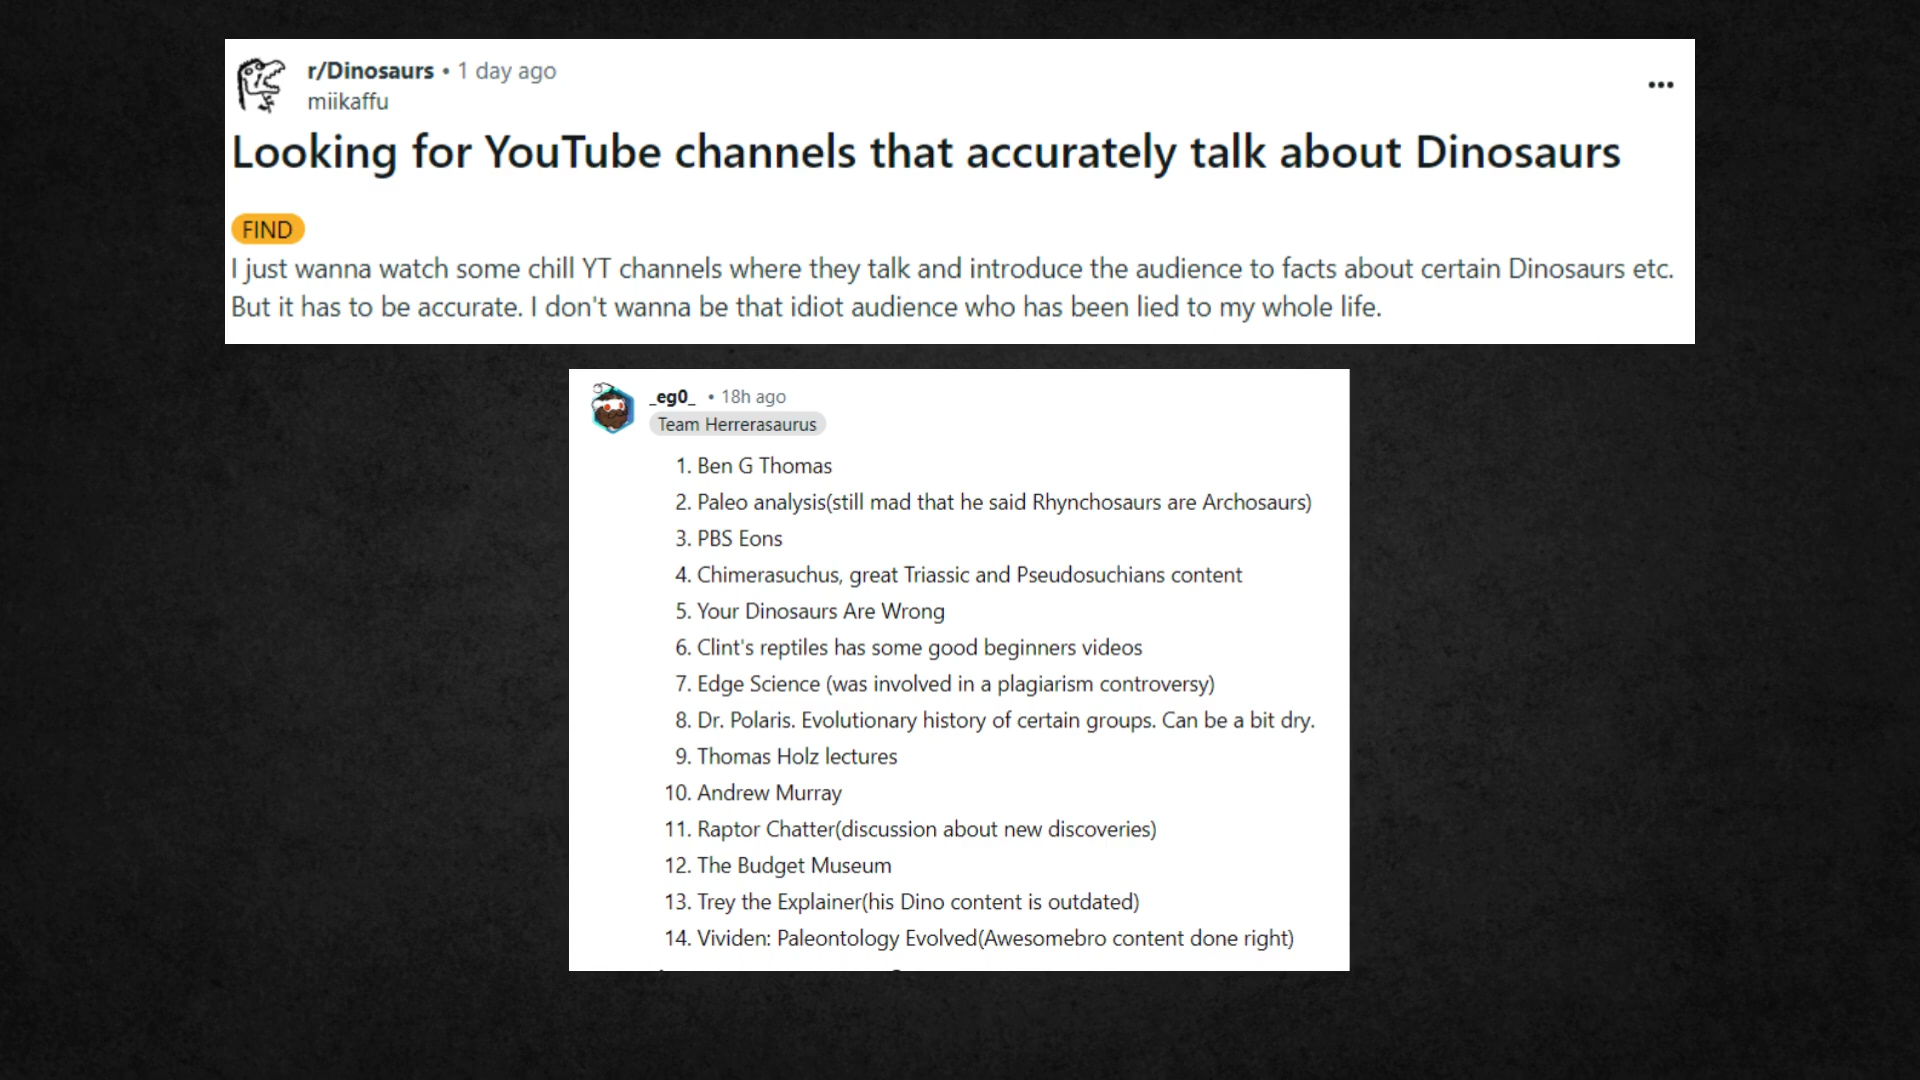 r/Dinosaurs • 1 day ago
miikaffu
Looking for YouTube channels that accurately talk about Dinosaurs
FIND
I just wanna watch some chill YT channels where they talk and introduce the audience to facts about certain Dinosaurs etc.
But it has to be accurate. I don't wanna be that idiot audience who has been lied to my whole life.
_eg0_ • 18h ago
Team Herrerasaurus
1. Ben G Thomas
2. Paleo analysis(still mad that he said Rhynchosaurs are Archosaurs)
3. PBS Eons
4. Chimerasuchus, great Triassic and Pseudosuchians content
5. Your Dinosaurs Are Wrong
6. Clint's reptiles has some good beginners videos
7. Edge Science (was involved in a plagiarism controversy)
8. Dr. Polaris. Evolutionary history of certain groups. Can be a bit dry.
9. Thomas Holz lectures
10. Andrew Murray
11. Raptor Chatter(discussion about new discoveries)
12. The Budget Museum
13. Trey the Explainer(his Dino content is outdated)
14. Vividen: Paleontology Evolved(Awesomebro content done right)